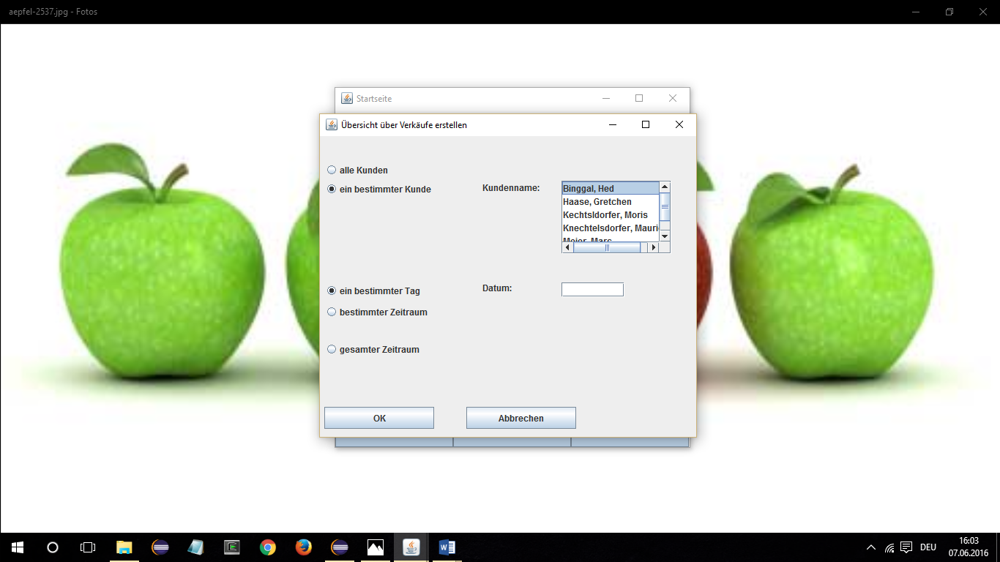 aepfel-2537.jpg - Fotos
Startseite
Übersicht über Verkäufe erstellen
alle Kunden
ein bestimmter Kunde
Kundenname:
Binggal, Hed
Haase, Gretchen
Kechtsldorfer, Moris
Knechtelsdorfer, Mauri
Meier, Marc
ein bestimmter Tag
Datum:
bestimmter Zeitraum
gesamter Zeitraum
OK
Abbrechen
DEU
16:03
07.06.2016